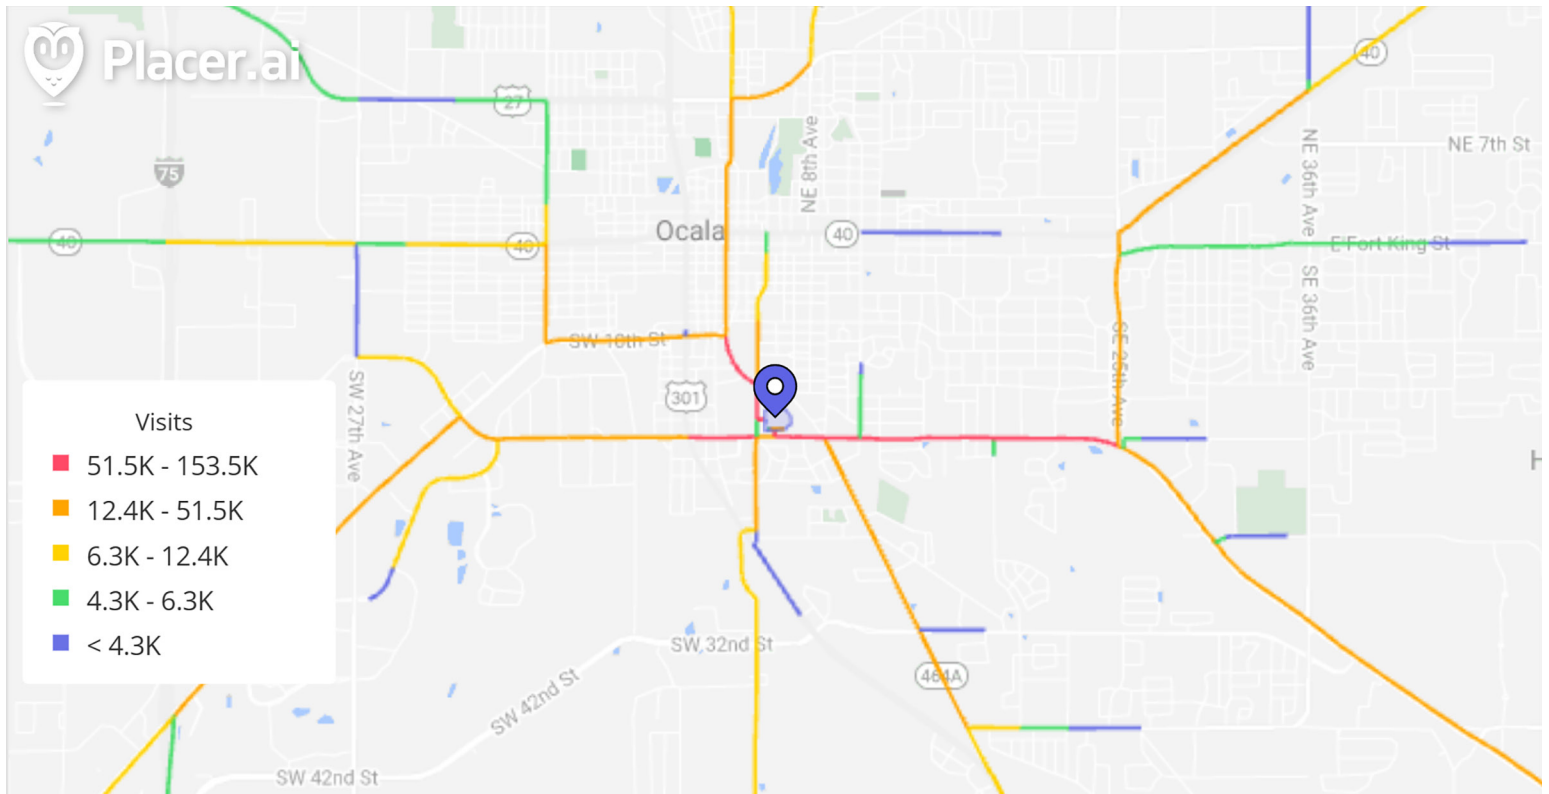 Placer.ai
40
27
NE 7th St
75
NE 8th Ave
NE 36th Ave
Ocala
40
40
40
E Fort King St
SE 36th Ave
SW 10th St
SE 25th Ave
301
SW 27th Ave
H
Visits
51.5K - 153.5K
12.4K - 51.5K
6.3K - 12.4K
4.3K - 6.3K
< 4.3K
SW 32nd St
464A
SW 42nd St
SW 42nd St